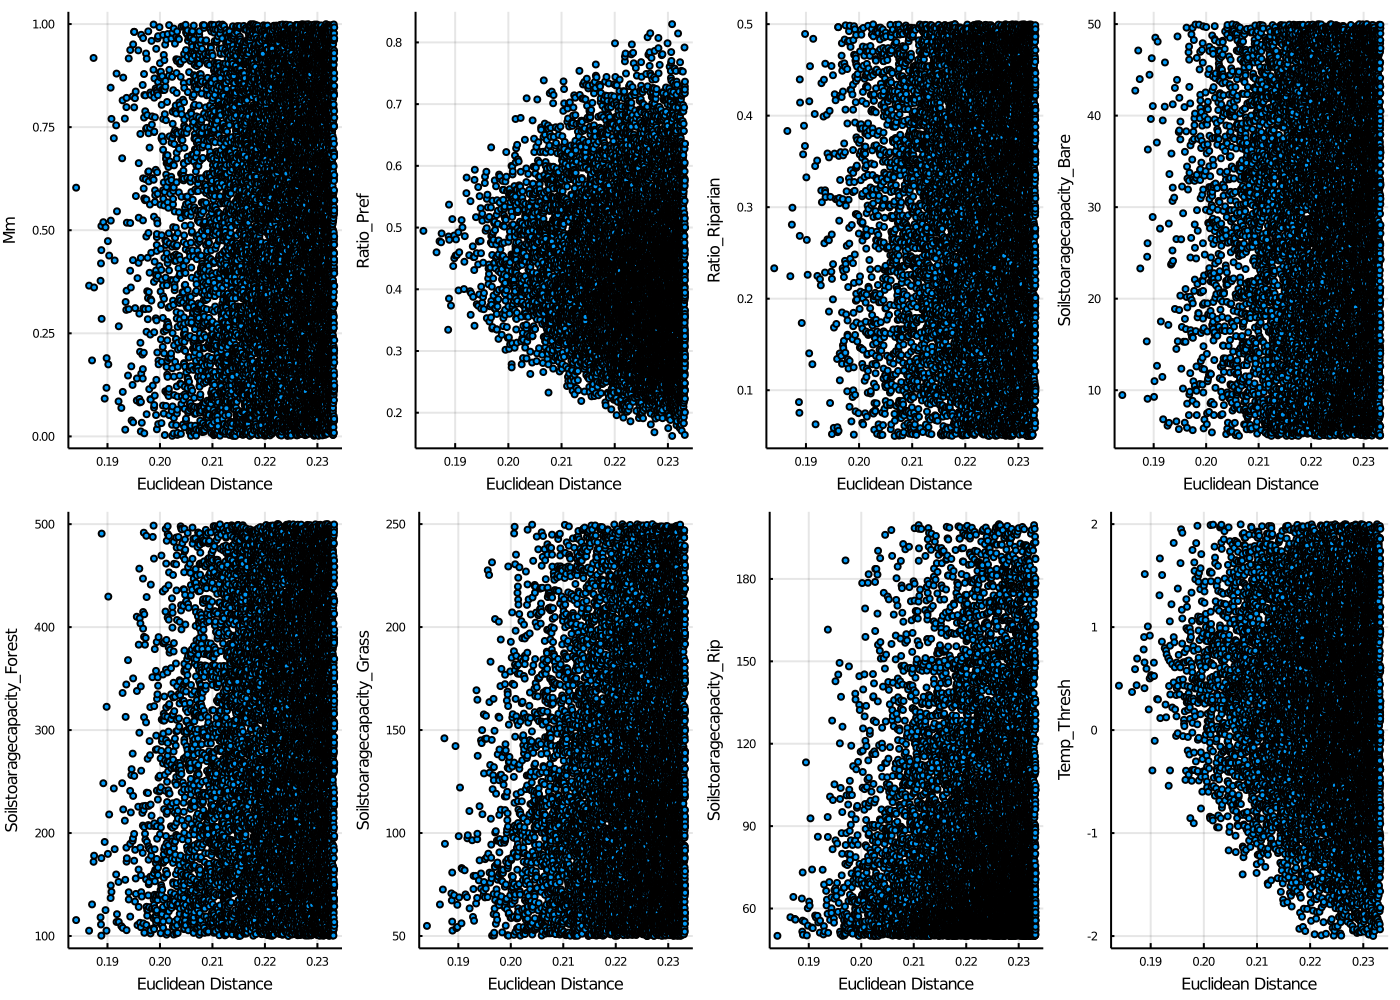 1.00
0.75
0.50
0.25
0.00
Mm
0.19 0.20 0.21 0.22 0.23
Euclidean Distance
0.8
0.7
0.6
0.5
0.4
0.3
0.2
Ratio_Pref
0.19 0.20 0.21 0.22 0.23
Euclidean Distance
0.5
0.4
0.3
0.2
0.1
Ratio_Riparian
0.19 0.20 0.21 0.22 0.23
Euclidean Distance
50
40
30
20
10
Soilstoaragecapacity_Bare
0.19 0.20 0.21 0.22 0.23
Euclidean Distance
500
400
300
200
100
Soilstoaragecapacity_Forest
0.19 0.20 0.21 0.22 0.23
Euclidean Distance
250
200
150
100
50
Soilstoaragecapacity_Grass
0.19 0.20 0.21 0.22 0.23
Euclidean Distance
180
150
120
90
60
Soilstoaragecapacity_Rip
0.19 0.20 0.21 0.22 0.23
Euclidean Distance
2
1
0
-1
-2
Temp_Thresh
0.19 0.20 0.21 0.22 0.23
Euclidean Distance